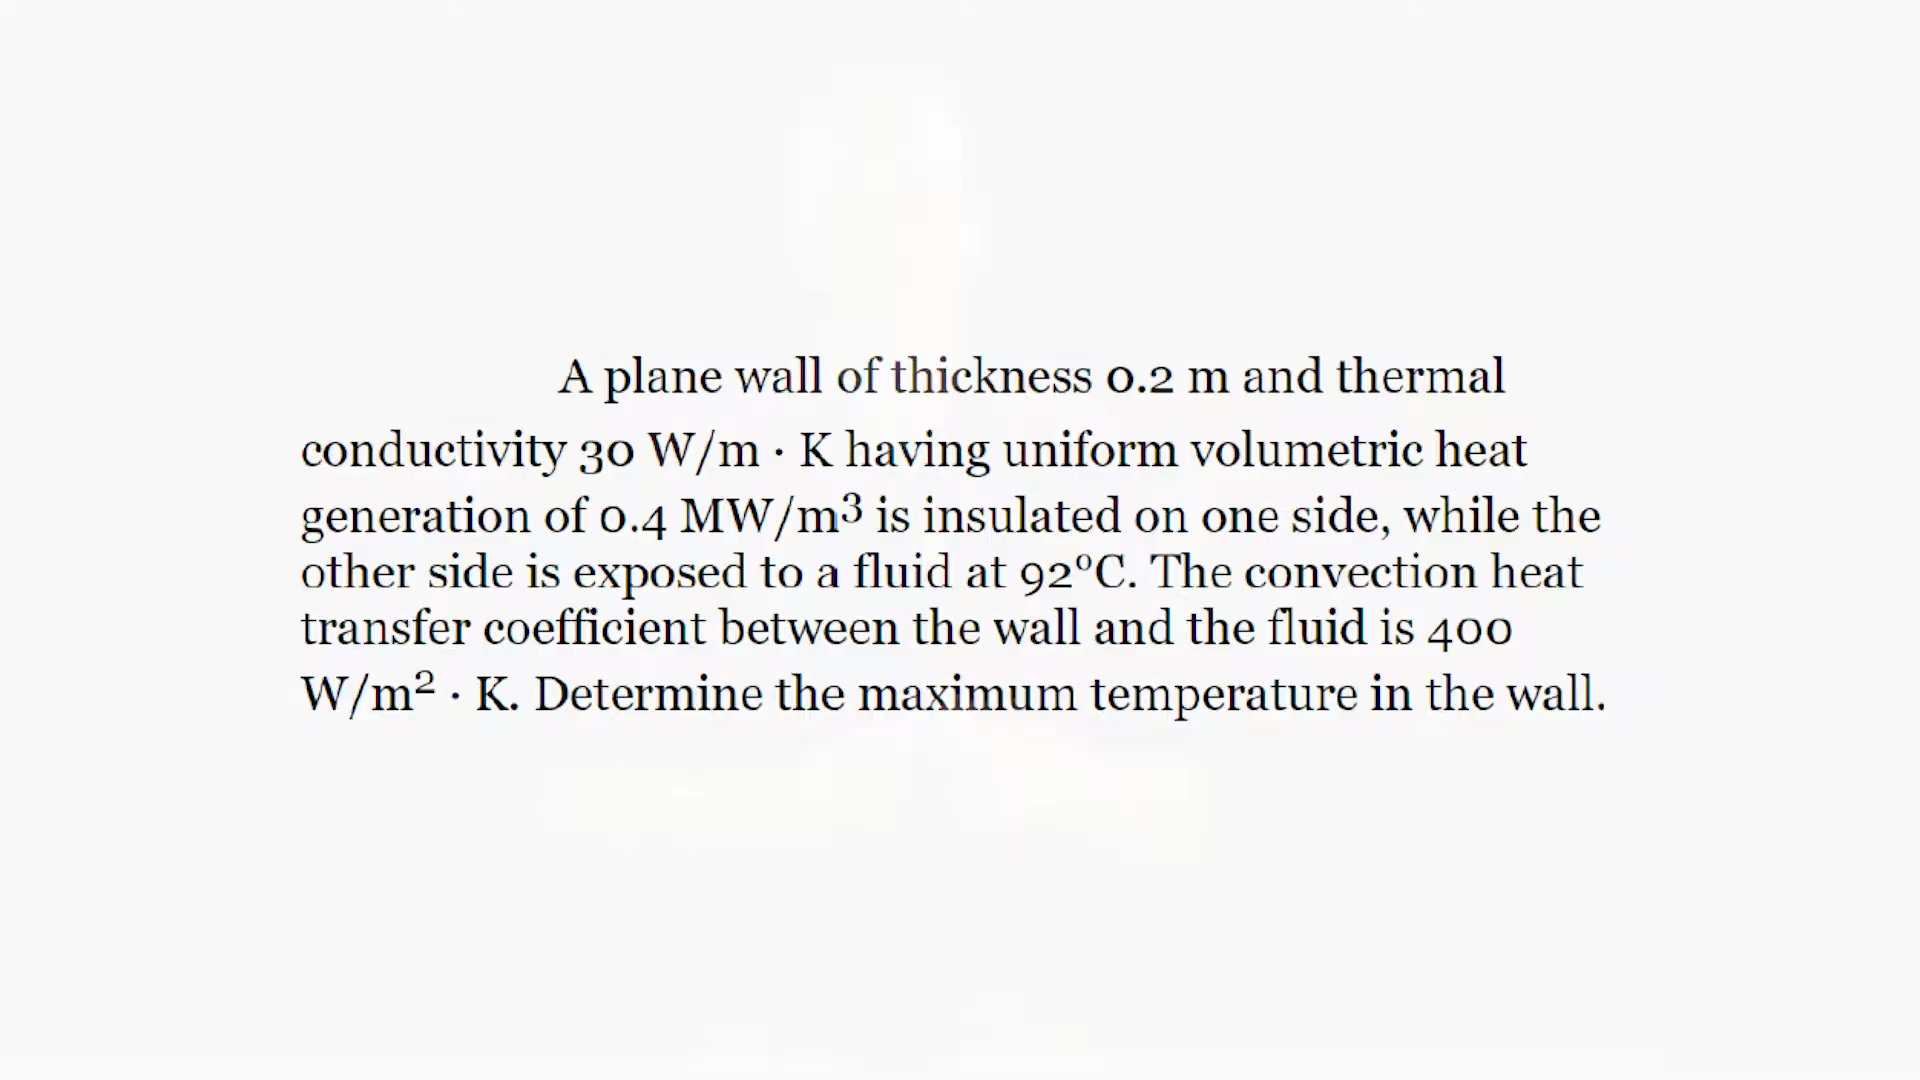 A plane wall of thickness 0.2 m and thermal
conductivity 30 W/m · K having uniform volumetric heat
generation of 0.4 MW/m³ is insulated on one side, while the
other side is exposed to a fluid at 92°C. The convection heat
transfer coefficient between the wall and the fluid is 400
W/m² · K. Determine the maximum temperature in the wall.